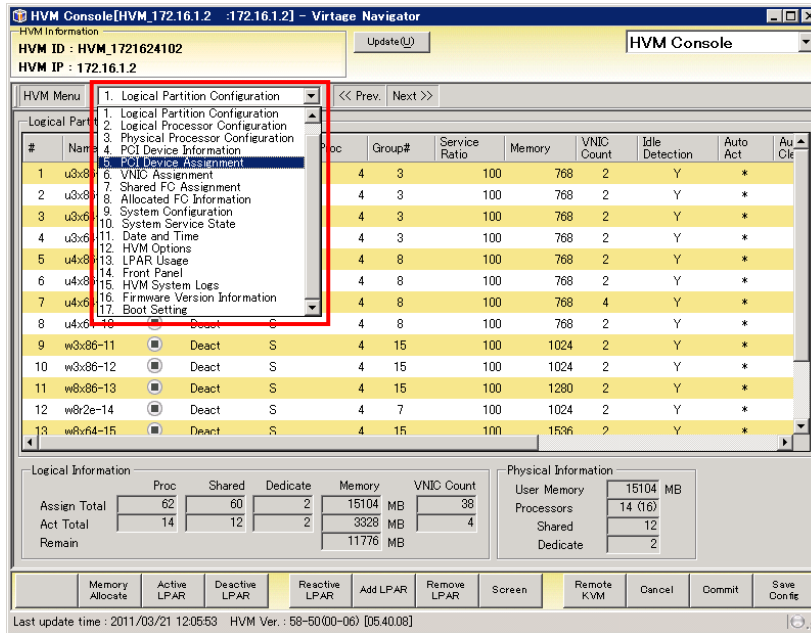 HVM Console[HVM_172.16.1.2 :172.16.1.2] - Virtage Navigator
HVM Information
HVM ID : HVM_1721624102
HVM IP : 172.16.1.2
Update(U)
HVM Console
HVM Menu
1. Logical Partition Configuration
<< Prev. Next >>
1. Logical Partition Configuration
2. Logical Processor Configuration
3. Physical Processor Configuration
4. PCI Device Information
5. PCI Device Assignment
6. VNIC Assignment
7. Shared FC Assignment
8. Allocated FC Information
9. System Configuration
10. System Service State
11. Date and Time
12. HVM Options
13. LPAR Usage
14. Front Panel
15. HVM System Logs
16. Firmware Version Information
17. Boot Setting
# Group# Service Ratio Memory VNIC Count Idle Detection Auto Act
1 4 3 100 768 2 Y *
2 4 3 100 768 2 Y *
3 4 3 100 768 2 Y *
4 4 3 100 768 2 Y *
5 4 8 100 768 2 Y *
6 4 8 100 768 2 Y *
7 4 8 100 768 4 Y *
8 Deact S 4 8 100 768 2 Y *
9 w3x86-11 Deact S 4 15 100 1024 2 Y *
10 w3x86-12 Deact S 4 15 100 1024 2 Y *
11 w8x86-13 Deact S 4 15 100 1280 2 Y *
12 w8r2e-14 Deact S 4 7 100 1024 2 Y *
13 w8x64-15 Deact S 4 15 100 1536 2 Y *
Logical Information
Proc Shared Dedicate Memory VNIC Count
Assign Total 62 60 2 15104 MB 38
Act Total 14 12 2 3328 MB 4
Remain 11776 MB
Physical Information
User Memory 15104 MB
Processors 14 (16)
Shared 12
Dedicate 2
Memory Allocate
Active LPAR
Deactive LPAR
Reactive LPAR
Add LPAR
Remove LPAR
Screen
Remote KVM
Cancel
Commit
Save Config
Last update time : 2011/03/21 12:05:53 HVM Ver. : 58-50(00-06) [05.40.08]